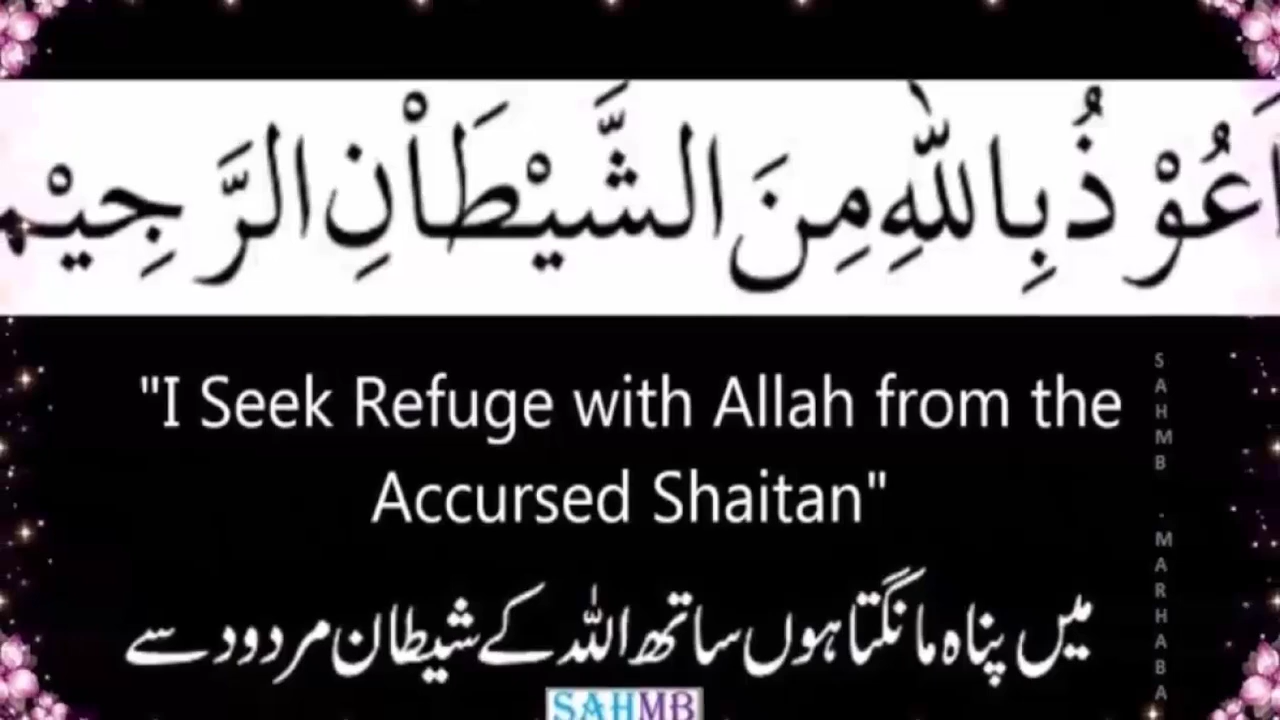 اَعُوْذُ بِاللّٰهِ مِنَ الشَّيْطَانِ الرَّجِيْم
"I Seek Refuge with Allah from the
Accursed Shaitan"
میں پناہ مانگتا ہوں ساتھ اللہ کے شیطان مردود سے
SAHMB
SAHMB - MARHABA